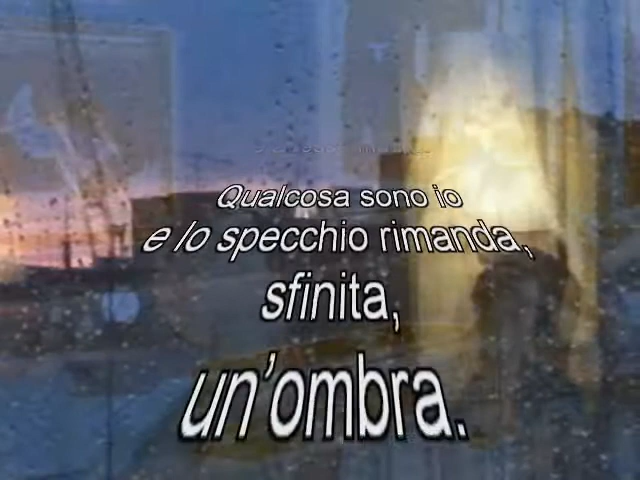 Qualcosa sono io
e lo specchio rimanda,
sfinita,
un'ombra.